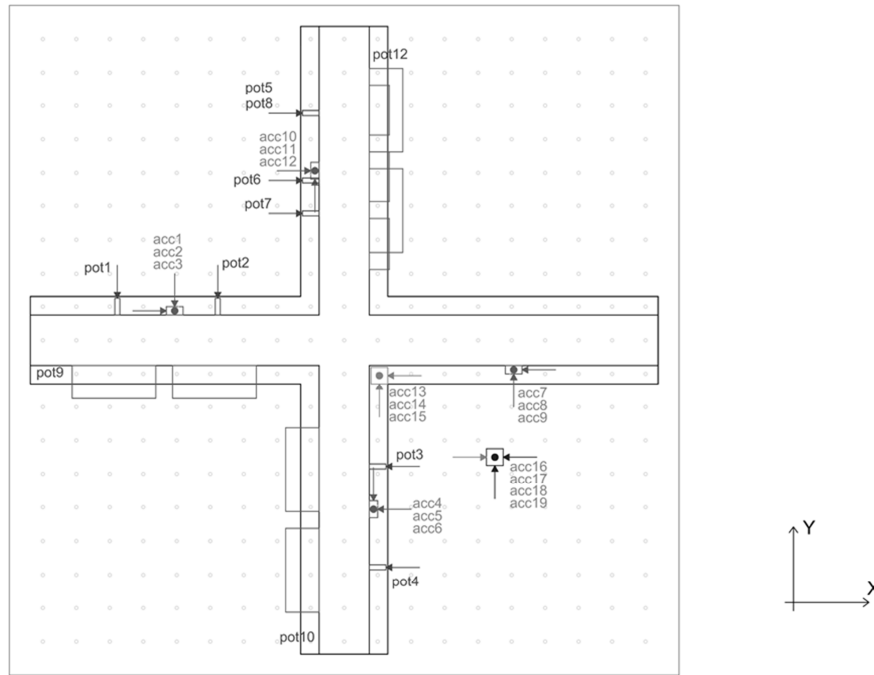 pot12
pot5
pot8
acc10
acc11
acc12
pot6
pot7
acc1
acc2
acc3
pot1
pot2
pot9
acc13
acc14
acc15
acc7
acc8
acc9
pot3
acc16
acc17
acc18
acc19
acc4
acc5
acc6
pot4
pot10
Y
X